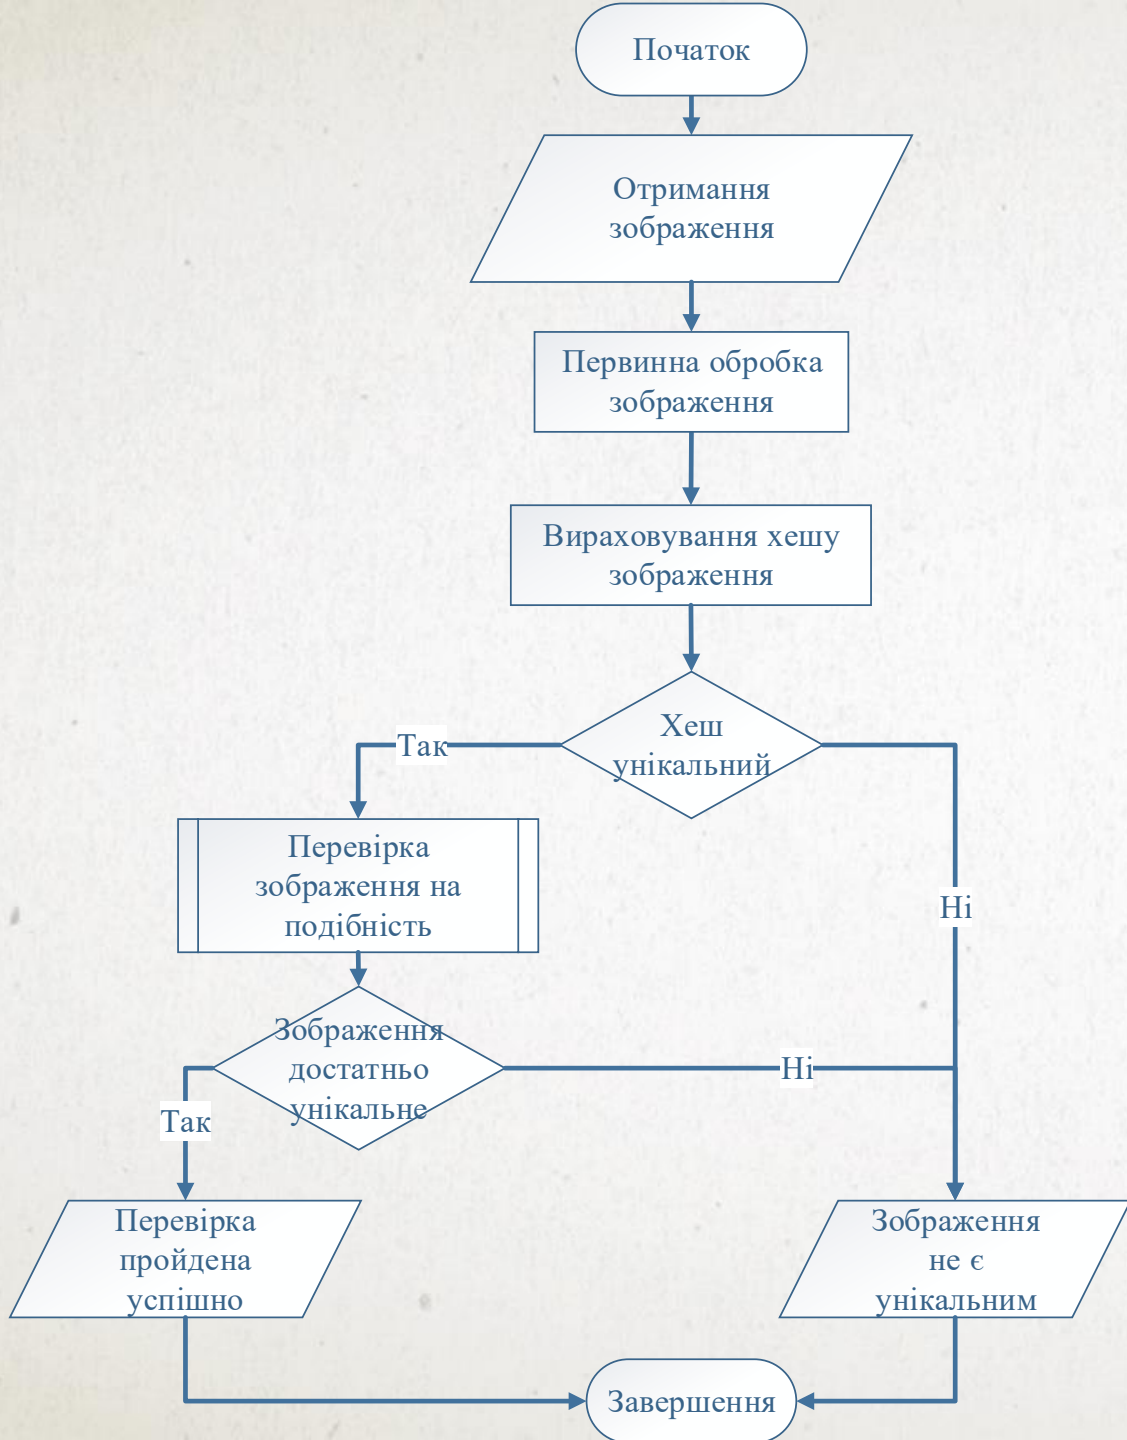 Початок
Отримання
зображення
Первинна обробка
зображення
Вираховування хешу
зображення
Хеш
унікальний
Так
Ні
Перевірка
зображення на
подібність
Зображення
достатньо
унікальне
Ні
Так
Перевірка
пройдена
успішно
Зображення
не є
унікальним
Завершення